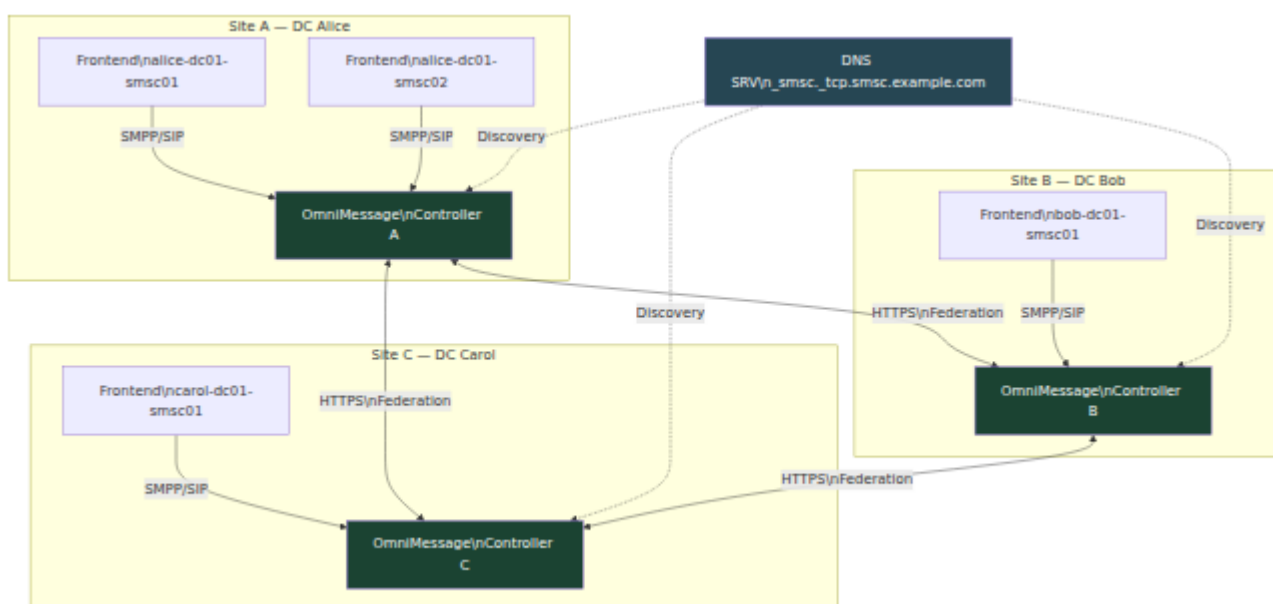 Site A — DC Alice
Frontend\nalice-dc01-
smsc01
Frontend\nalice-dc01-
smsc02
DNS
SRV\n_smsc._tcp.smsc.example.com
SMPP/SIP
SMPP/SIP
Discovery
OmniMessage\nController
A
Site B — DC Bob
Frontend\nbob-dc01-
smsc01
Discovery
Discovery
HTTPS\nFederation
SMPP/SIP
Site C — DC Carol
Frontend\ncarol-dc01-
smsc01
HTTPS\nFederation
OmniMessage\nController
B
SMPP/SIP
HTTPS\nFederation
OmniMessage\nController
C